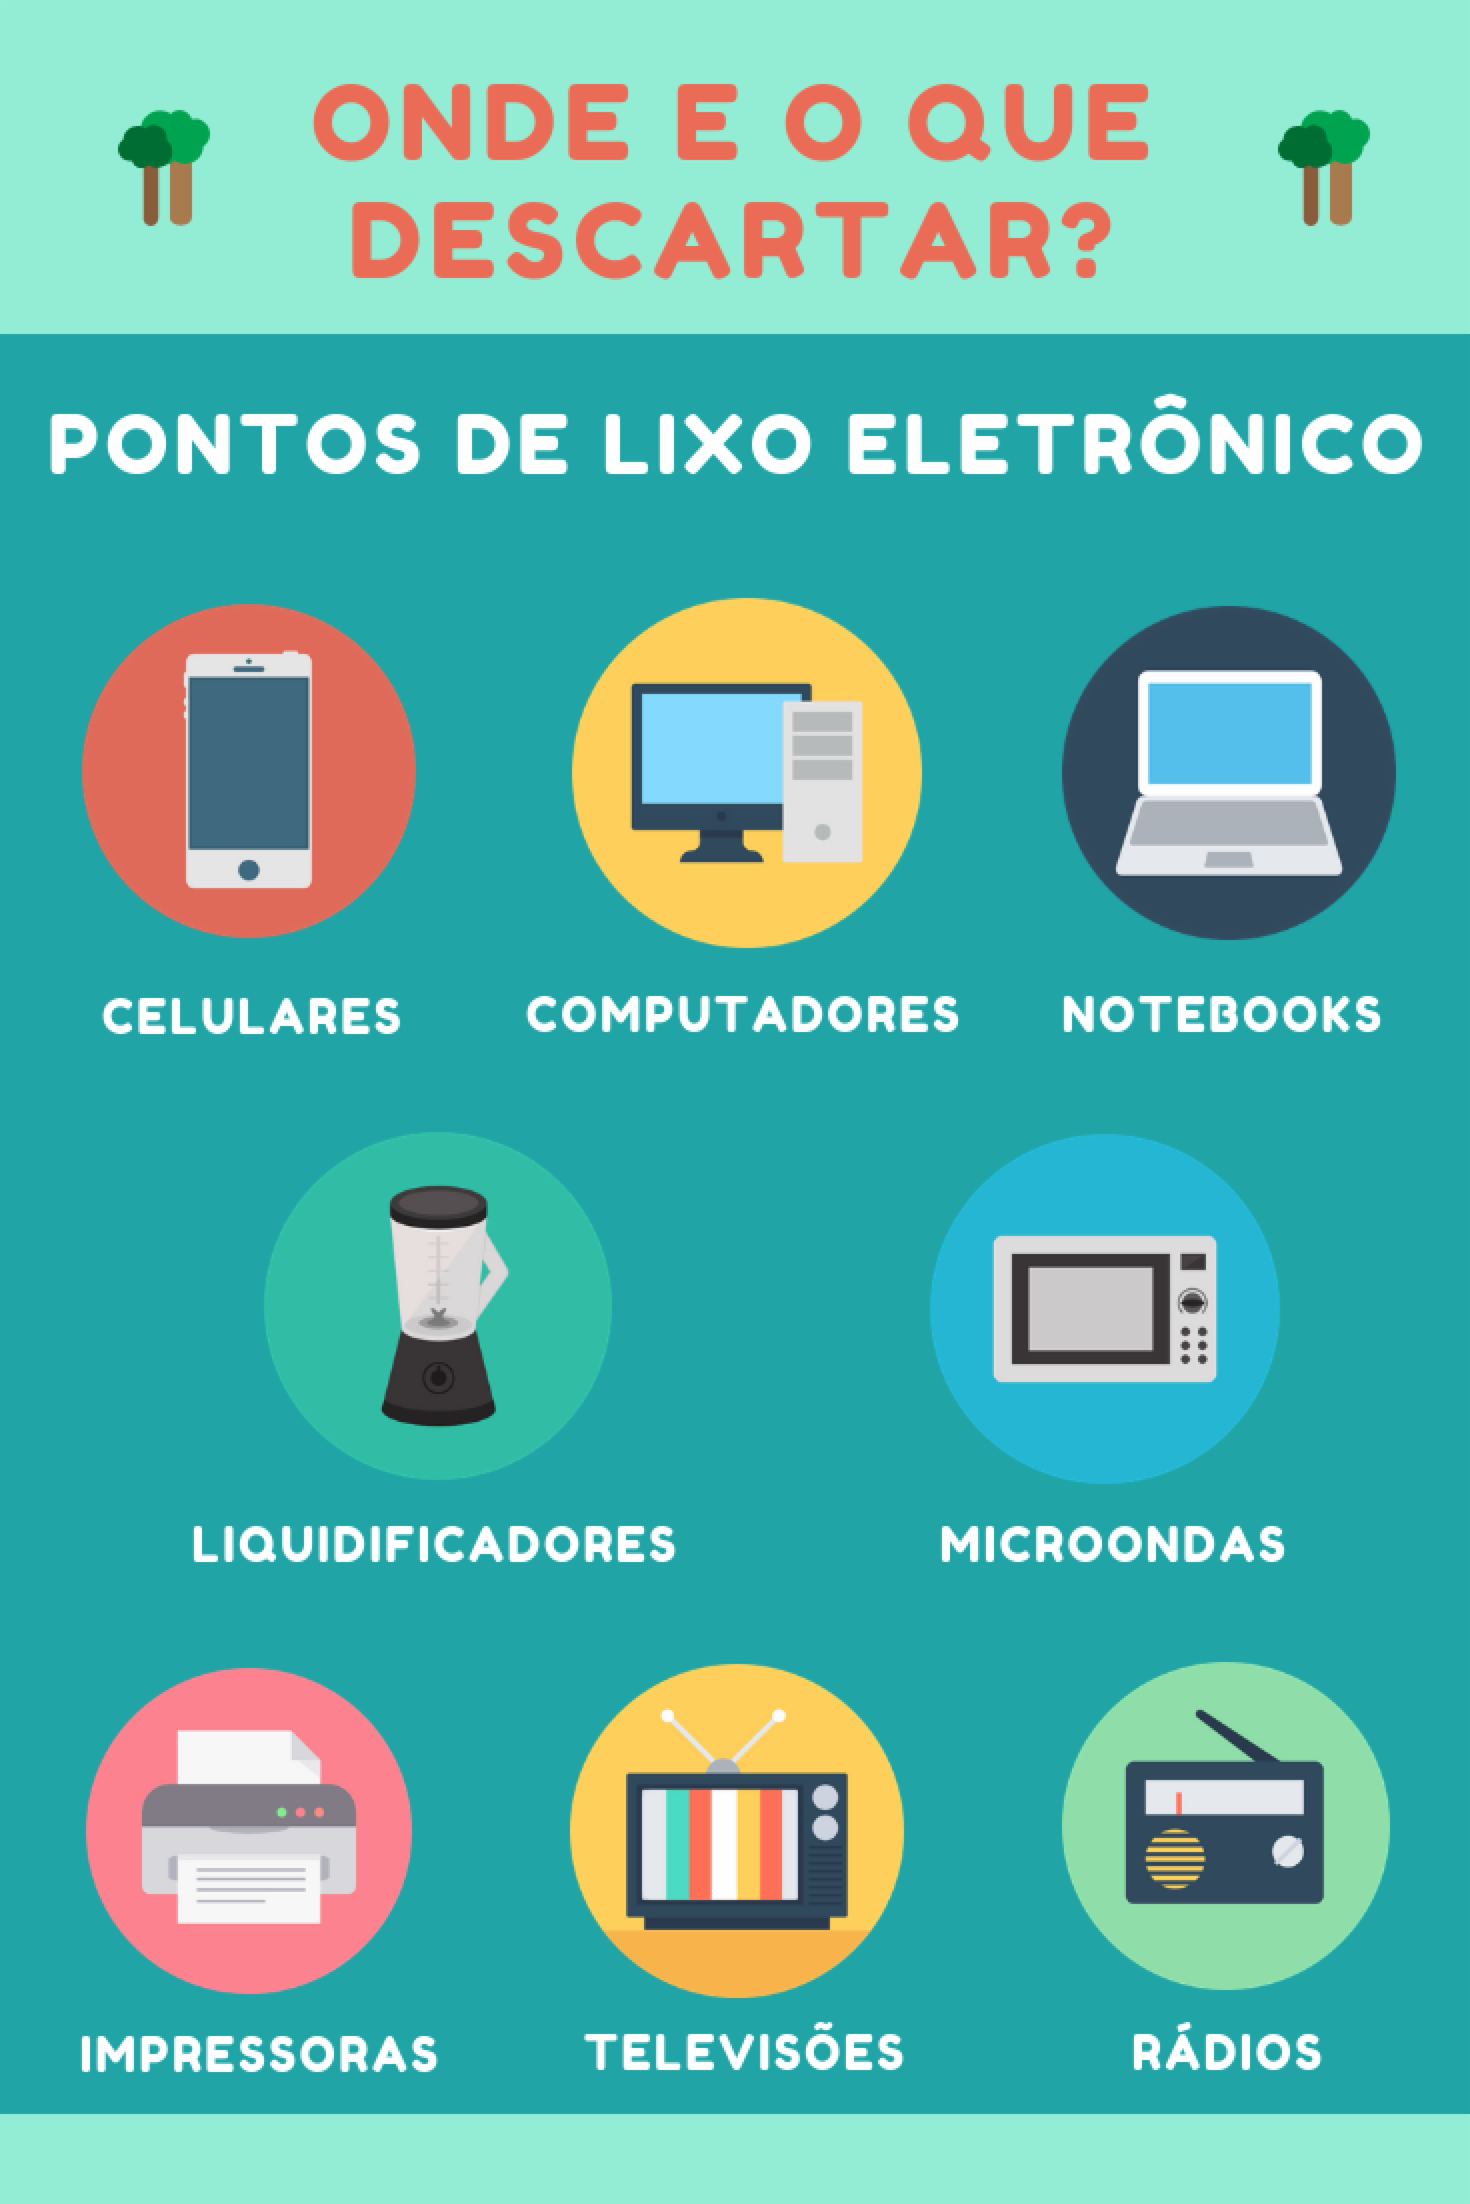 ONDE E O QUE
DESCARTAR?
PONTOS DE LIXO ELETRÔNICO
CELULARES
COMPUTADORES
NOTEBOOKS
LIQUIDIFICADORES
MICROONDAS
IMPRESSORAS
TELEVISÕES
RÁDIOS